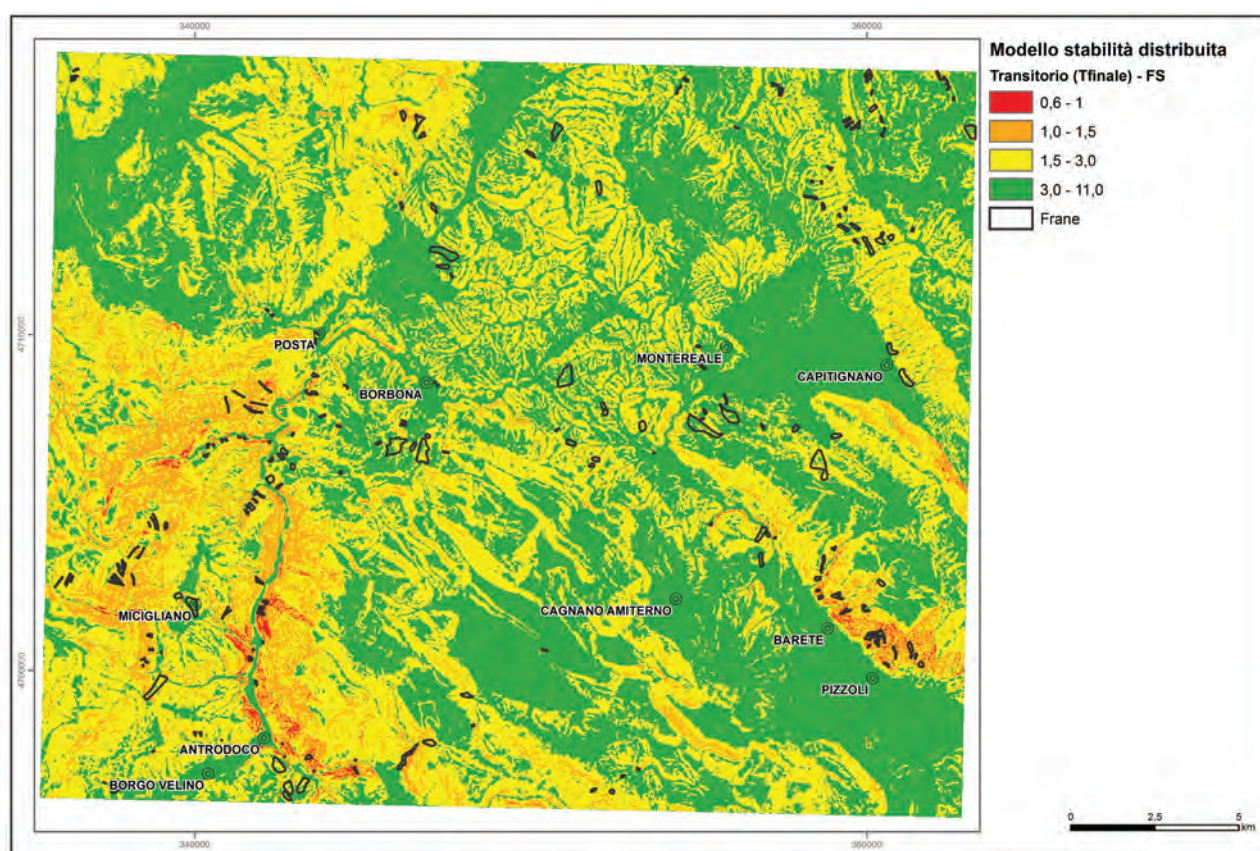 340000
360000
Modello stabilità distribuita
Transitorio (Tfinale) - FS
0,6 - 1
1,0 - 1,5
1,5 - 3,0
3,0 - 11,0
Frane
4710000
POSTA
MONTEREALE
CAPITIGNANO
BORBONA
CAGNANO AMITERNO
MICIGLIANO
BARETE
4700000
PIZZOLI
ANTRODOCO
BORGO VELINO
0 2,5 5
km
340000
360000